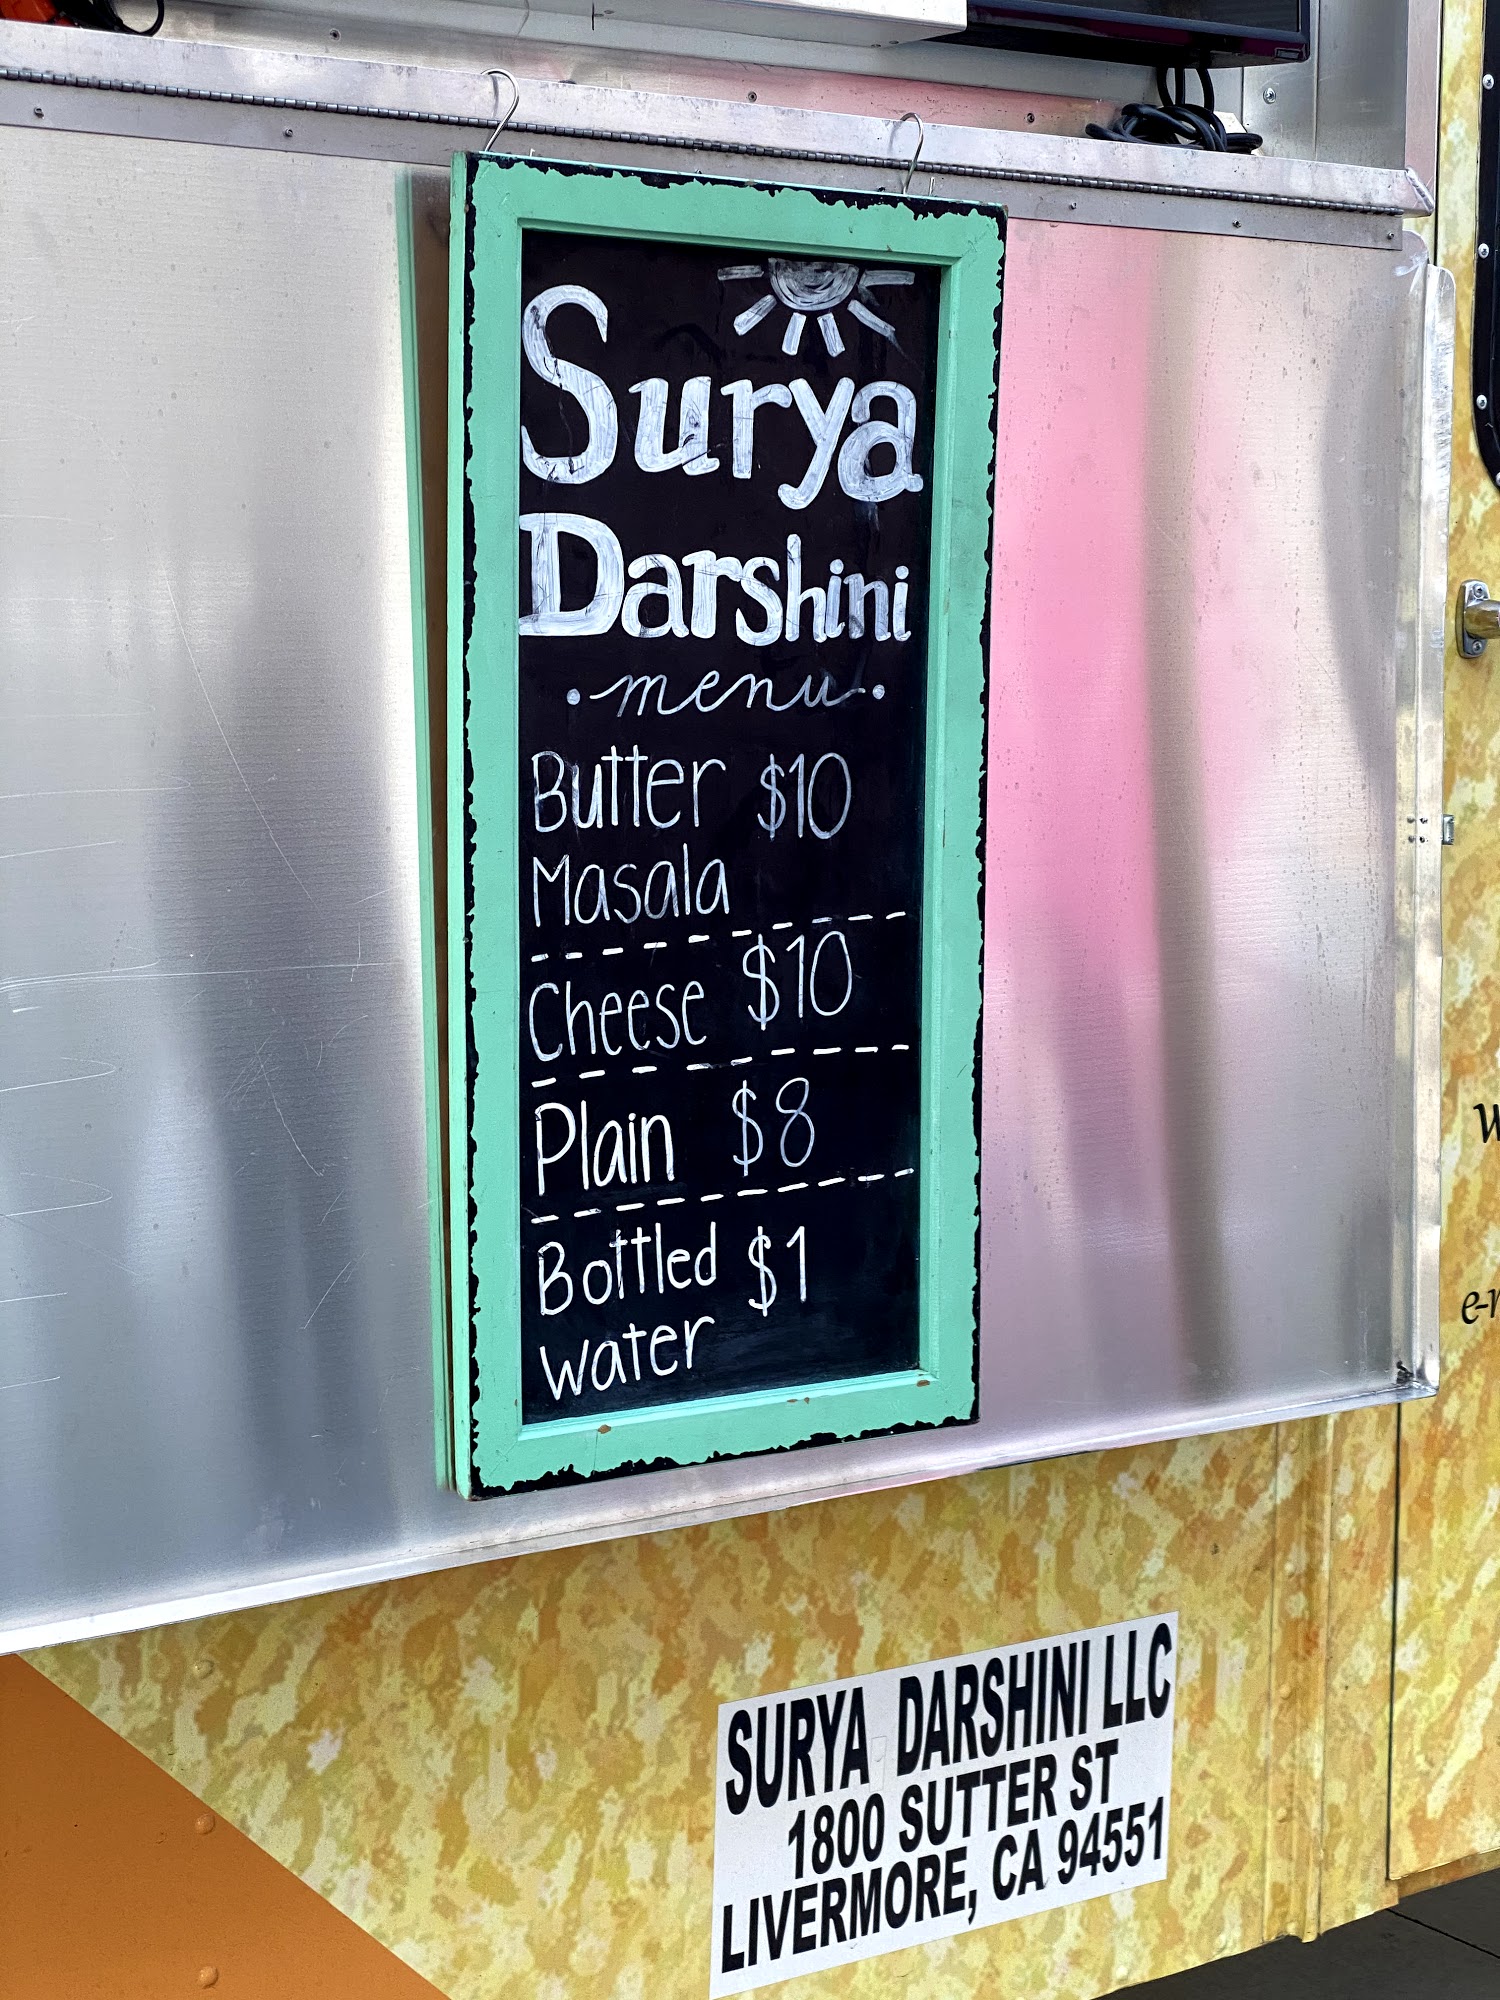 Surya
Darshini
menu
Butter $10
Masala
Cheese $10
Plain $8
Bottled $1
water
SURYA DARSHINI LLC
1800 SUTTER ST
LIVERMORE, CA 94551